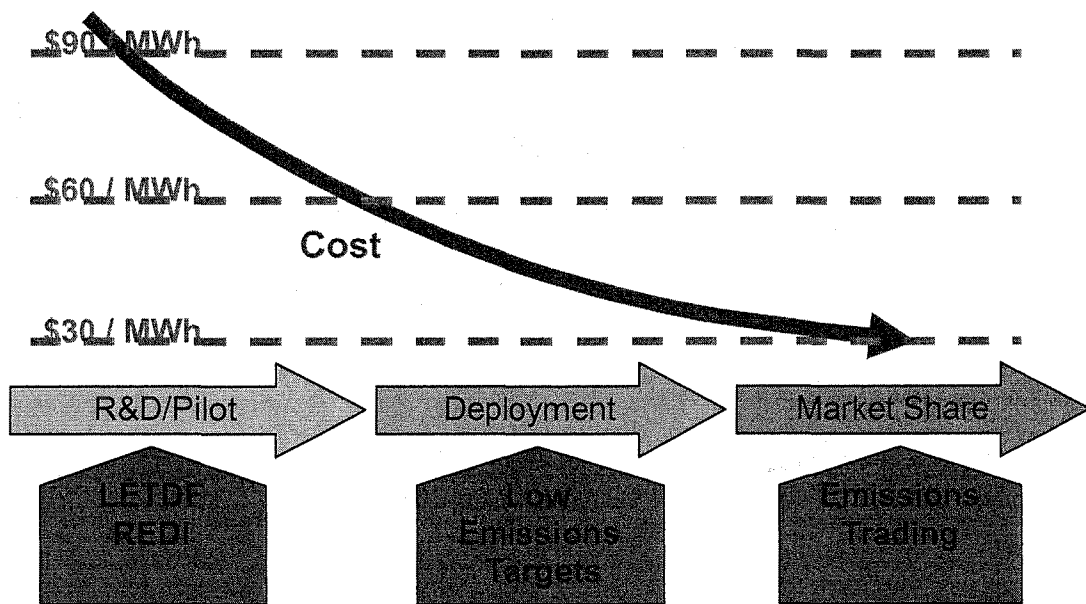 $90 / MWh
$60 / MWh
Cost
$30 / MWh
R&D/Pilot
Deployment
Market Share
LETDF
REDI
Low
Emissions
Targets
Emissions
Trading